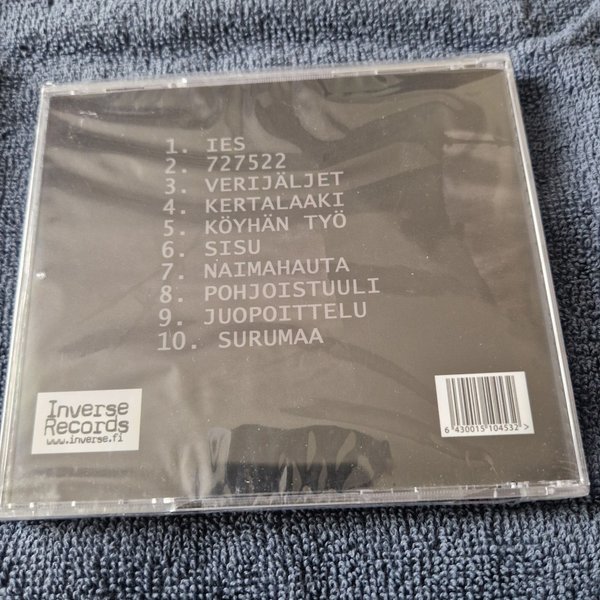 1. IES
2. 727522
3. VERIJÄLJET
4. KERTALAAKI
5. KÖYHÄN TYÖ
6. SISU
7. NAIMAHAUTA
8. POHJOISTUULI
9. JUOPOITTELU
10. SURUMAA
Inverse
Records
www.inverse.fi
6 430015 104532 >